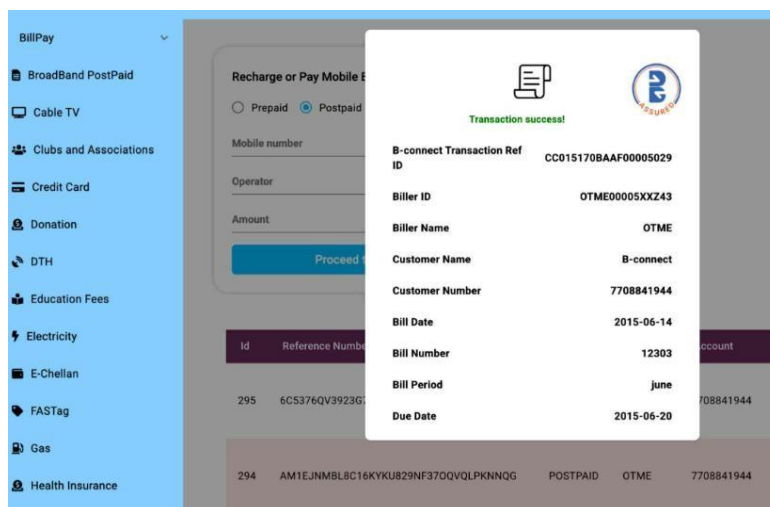 BillPay
BroadBand PostPaid
Cable TV
Clubs and Associations
Credit Card
Donation
DTH
Education Fees
Electricity
E-Chellan
FASTag
Gas
Health Insurance
Recharge or Pay Mobile
Prepaid Postpaid
Mobile number
Operator
Amount
Proceed
B
ASSURED
Transaction success!
B-connect Transaction Ref ID CC015170BAAF00005029
Biller ID OTME00005XXZ43
Biller Name OTME
Customer Name B-connect
Customer Number 7708841944
Bill Date 2015-06-14
Bill Number 12303
Bill Period june
Due Date 2015-06-20
Id Reference Numbe ccount
295 6C5376QV3923G 708841944
294 AM1EJNMBL8C16KYKU829NF37OQVQLPKNNQG POSTPAID OTME 7708841944